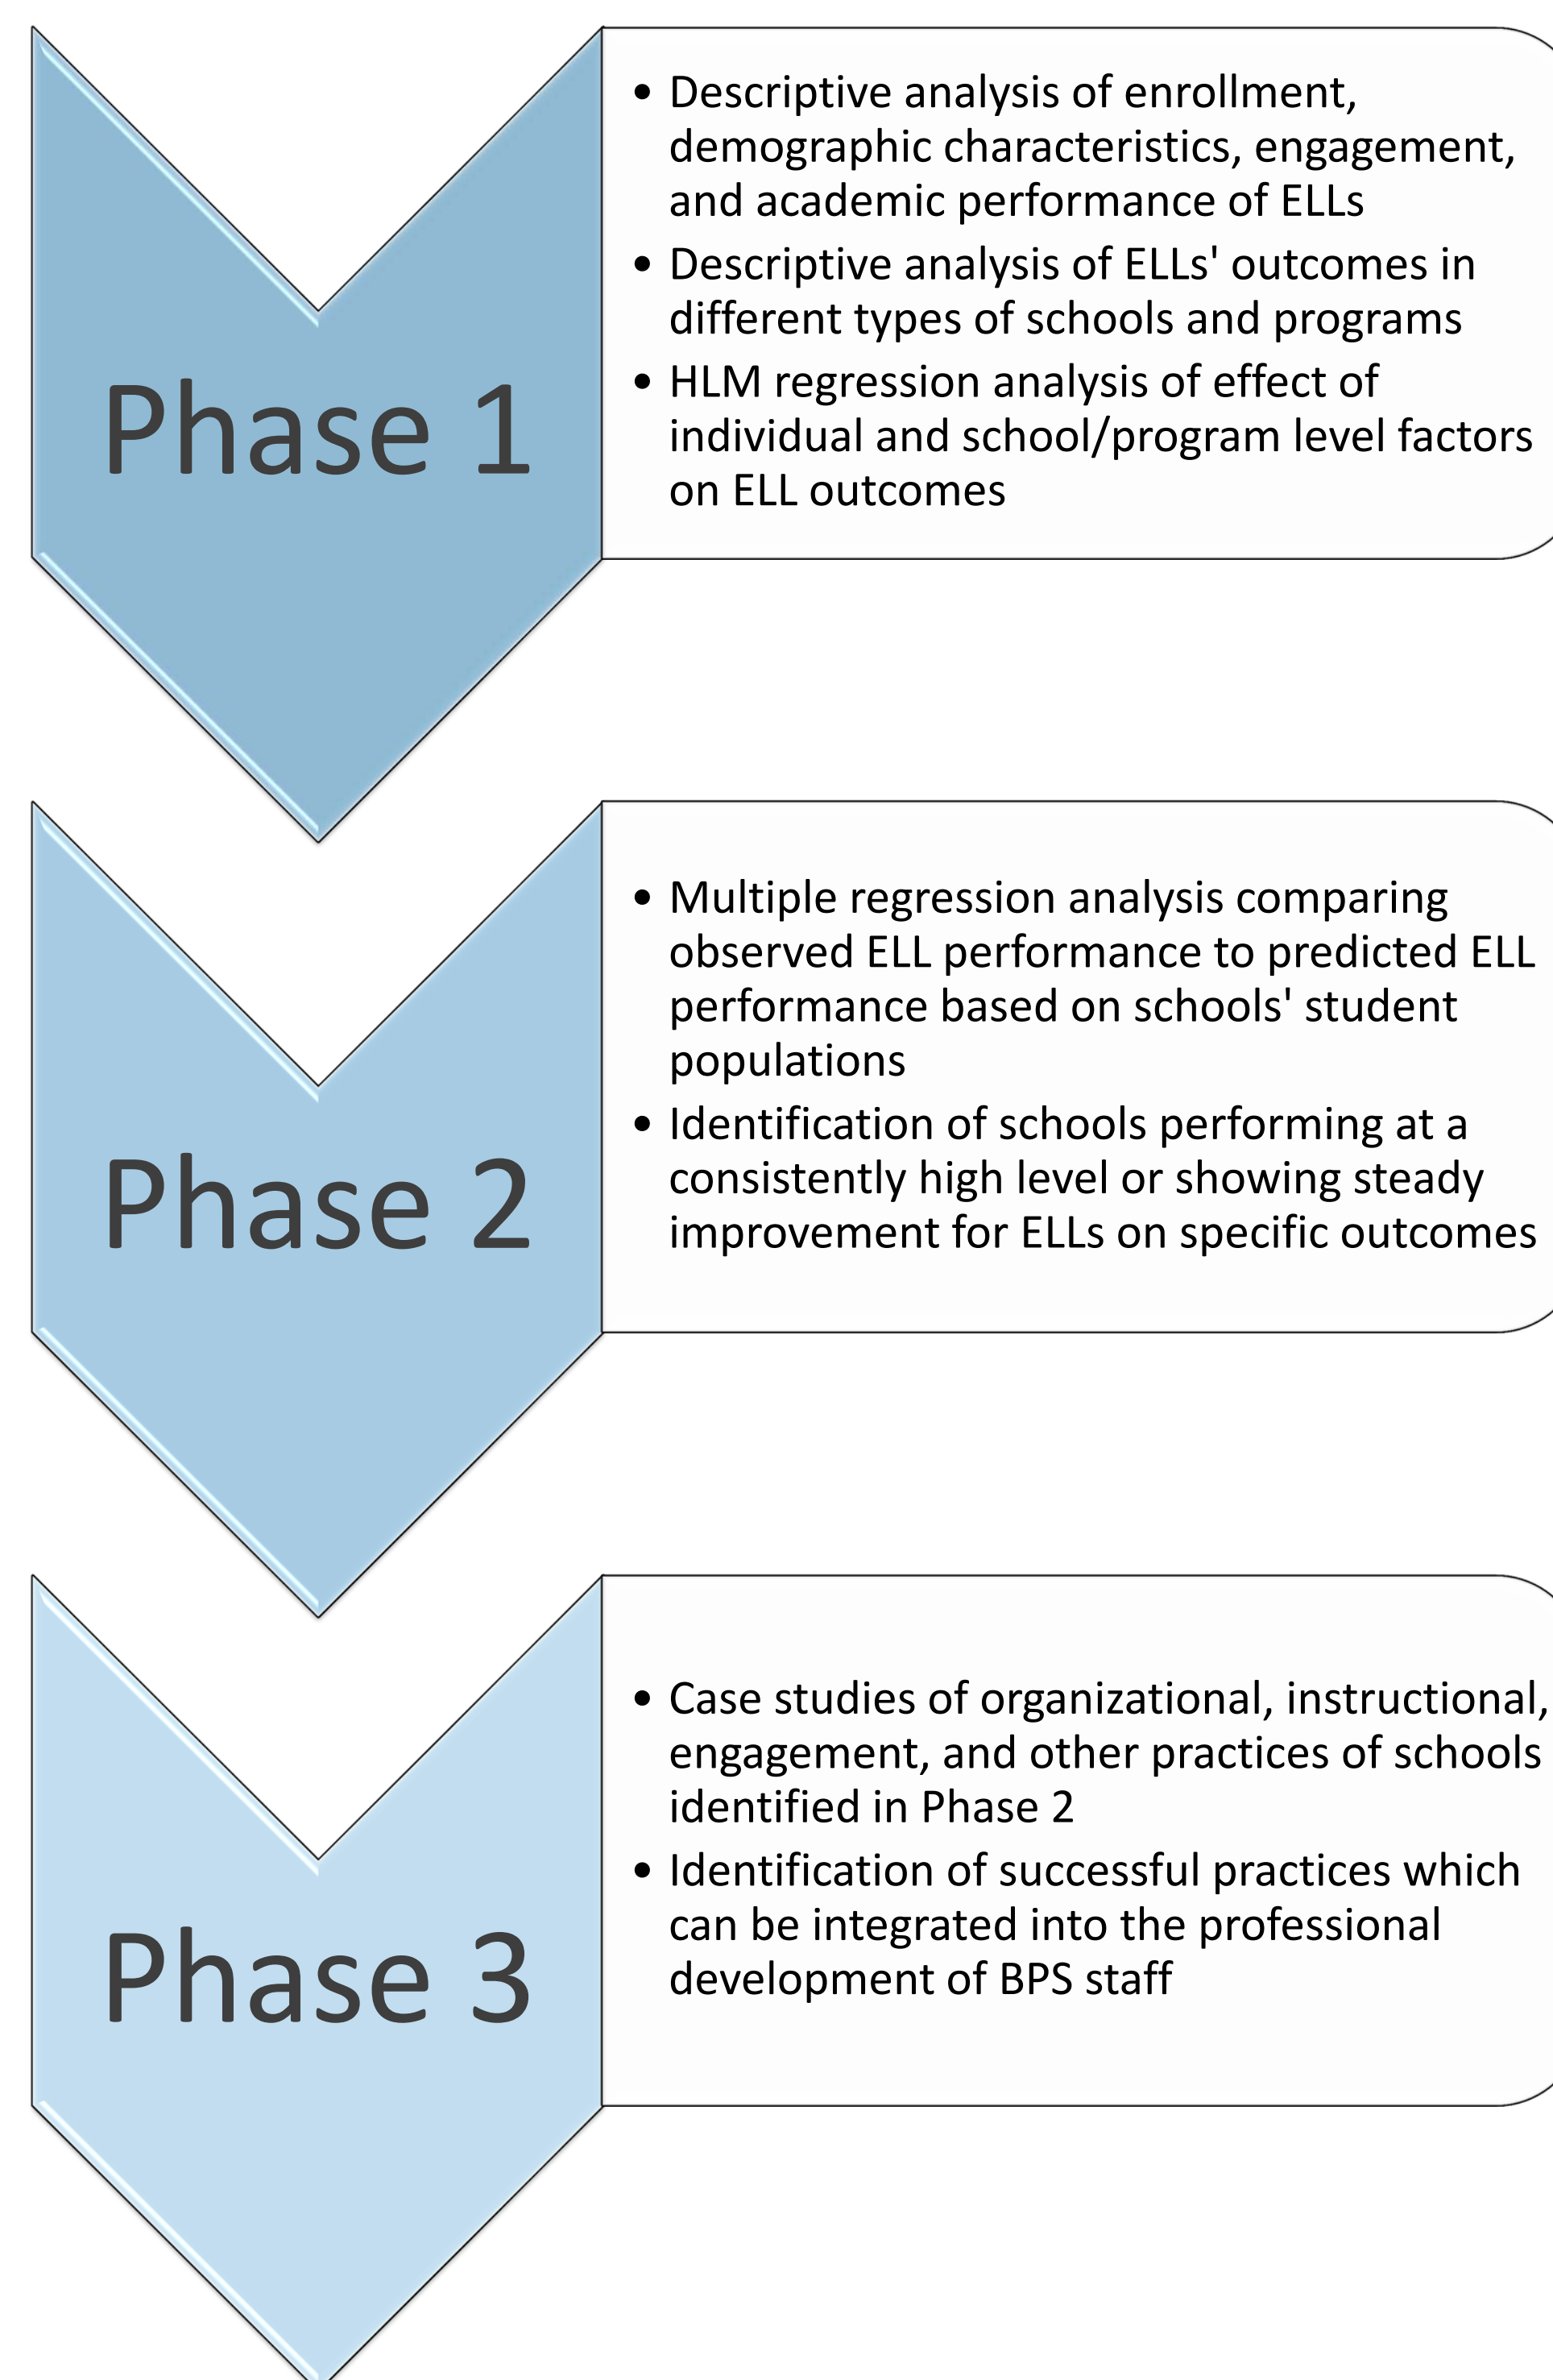 Phase 1
• Descriptive analysis of enrollment,
demographic characteristics, engagement,
and academic performance of ELLs
• Descriptive analysis of ELLs' outcomes in
different types of schools and programs
• HLM regression analysis of effect of
individual and school/program level factors
on ELL outcomes
Phase 2
• Multiple regression analysis comparing
observed ELL performance to predicted ELL
performance based on schools' student
populations
• Identification of schools performing at a
consistently high level or showing steady
improvement for ELLs on specific outcomes
Phase 3
• Case studies of organizational, instructional,
engagement, and other practices of schools
identified in Phase 2
• Identification of successful practices which
can be integrated into the professional
development of BPS staff